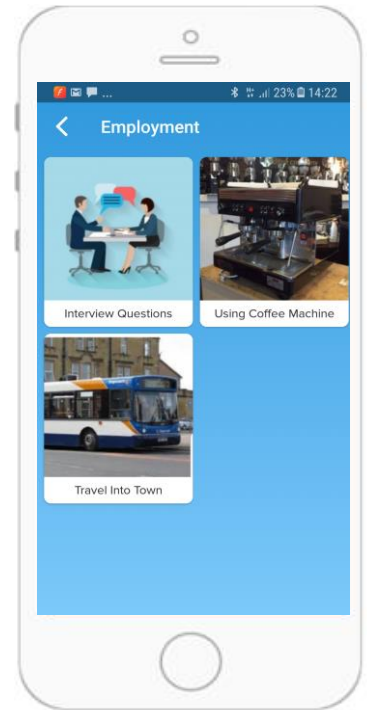 ... 23% 14:22
Employment
Interview Questions
Using Coffee Machine
Travel Into Town